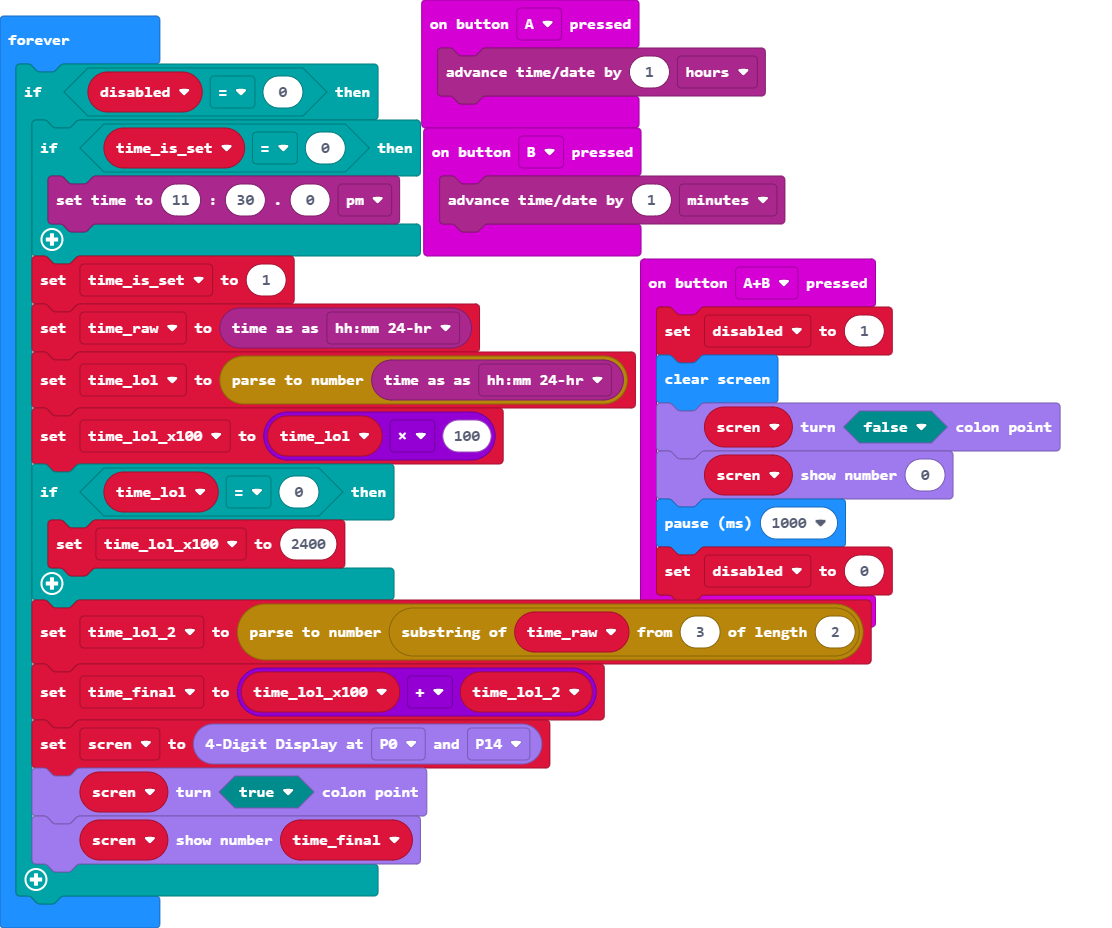 forever
if disabled = 0 then
if time_is_set = 0 then
set time to 11 : 30 . 0 pm
set time_is_set to 1
set time_raw to time as as hh:mm 24-hr
set time_lol to parse to number time as as hh:mm 24-hr
set time_lol_x100 to time_lol × 100
if time_lol = 0 then
set time_lol_x100 to 2400
set time_lol_2 to parse to number substring of time_raw from 3 of length 2
set time_final to time_lol_x100 + time_lol_2
set scren to 4-Digit Display at P0 and P14
scren turn true colon point
scren show number time_final
on button A pressed
advance time/date by 1 hours
on button B pressed
advance time/date by 1 minutes
on button A+B pressed
set disabled to 1
clear screen
scren turn false colon point
scren show number 0
pause (ms) 1000
set disabled to 0